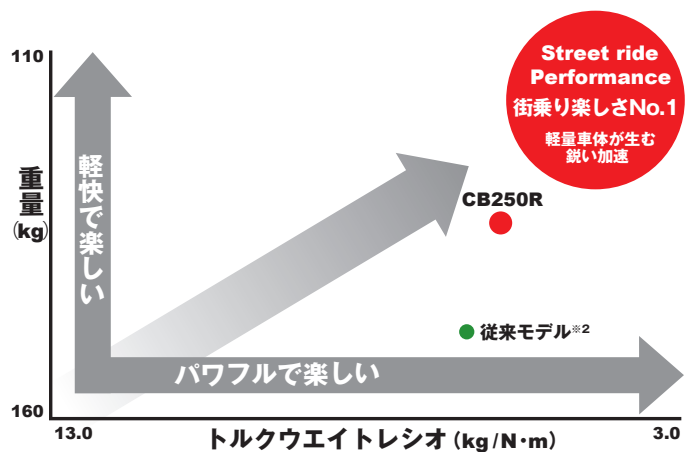 Street ride
Performance
街乗り楽しさNo.1
軽量車体が生む
鋭い加速
110
重量
(kg)
160
軽快で楽しい
CB250R
従来モデル※2
パワフルで楽しい
13.0
トルクウエイトレシオ(kg/N・m)
3.0